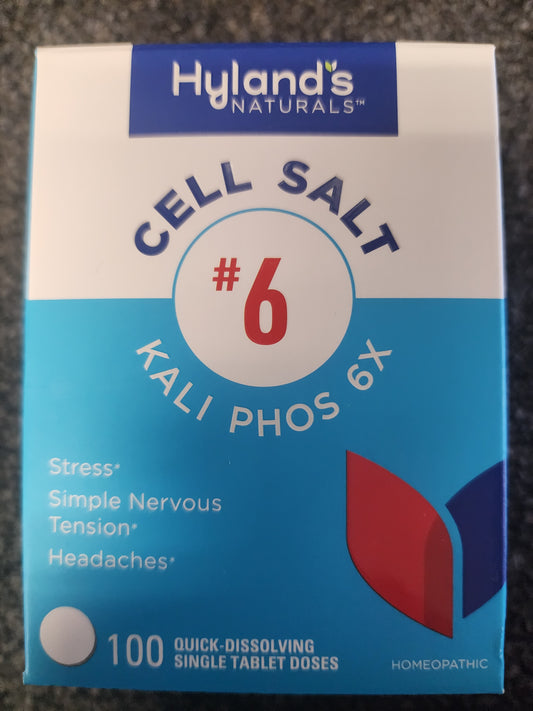 Hyland's
NATURALS™
CELL SALT
#6
KALI PHOS 6X
Stress*
Simple Nervous
Tension*
Headaches*
100 QUICK-DISSOLVING
SINGLE TABLET DOSES
HOMEOPATHIC